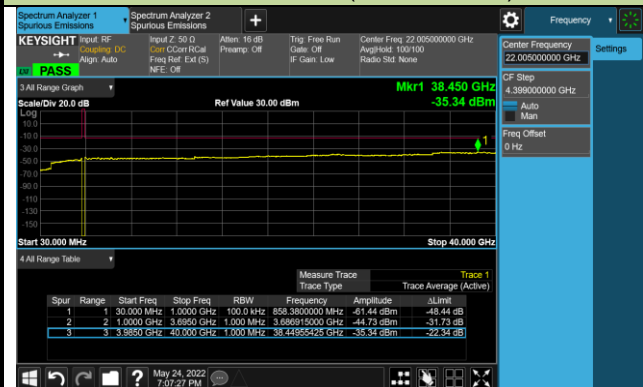 Spectrum Analyzer 1
Spurious Emissions
Spectrum Analyzer 2
Spurious Emissions
Frequency
KEYSIGHT
Input: RF
Coupling: DC
Align: Auto
Input Z: 50 Ω
Corr CCorr RCal
Freq Ref: Ext (S)
NFE: Off
Atten: 16 dB
Preamp: Off
Trig: Free Run
Gate: Off
IF Gain: Low
Center Freq: 22.005000000 GHz
Avg|Hold: 100/100
Radio Std: None
PASS
Center Frequency
22.005000000 GHz
Settings
CF Step
4.399000000 GHz
Auto
Man
Freq Offset
0 Hz
3 All Range Graph
Mkr1 38.450 GHz
Scale/Div 20.0 dB
Ref Value 30.00 dBm
-35.34 dBm
Log
10.0
-10.0
-30.0
-50.0
-70.0
-90.0
-110
-130
-150
1
Start 30.000 MHz
Stop 40.000 GHz
4 All Range Table
Measure Trace Trace 1
Trace Type Trace Average (Active)
Spur Range Start Freq Stop Freq RBW Frequency Amplitude ΔLimit
1 1 30.000 MHz 1.0000 GHz 100.0 kHz 858.3800000 MHz -61.44 dBm -48.44 dB
2 2 1.0000 GHz 3.6950 GHz 1.000 MHz 3.686915000 GHz -44.73 dBm -31.73 dB
3 3 3.9850 GHz 40.000 GHz 1.000 MHz 38.44955425 GHz -35.34 dBm -22.34 dB
May 24, 2022
7:07:27 PM